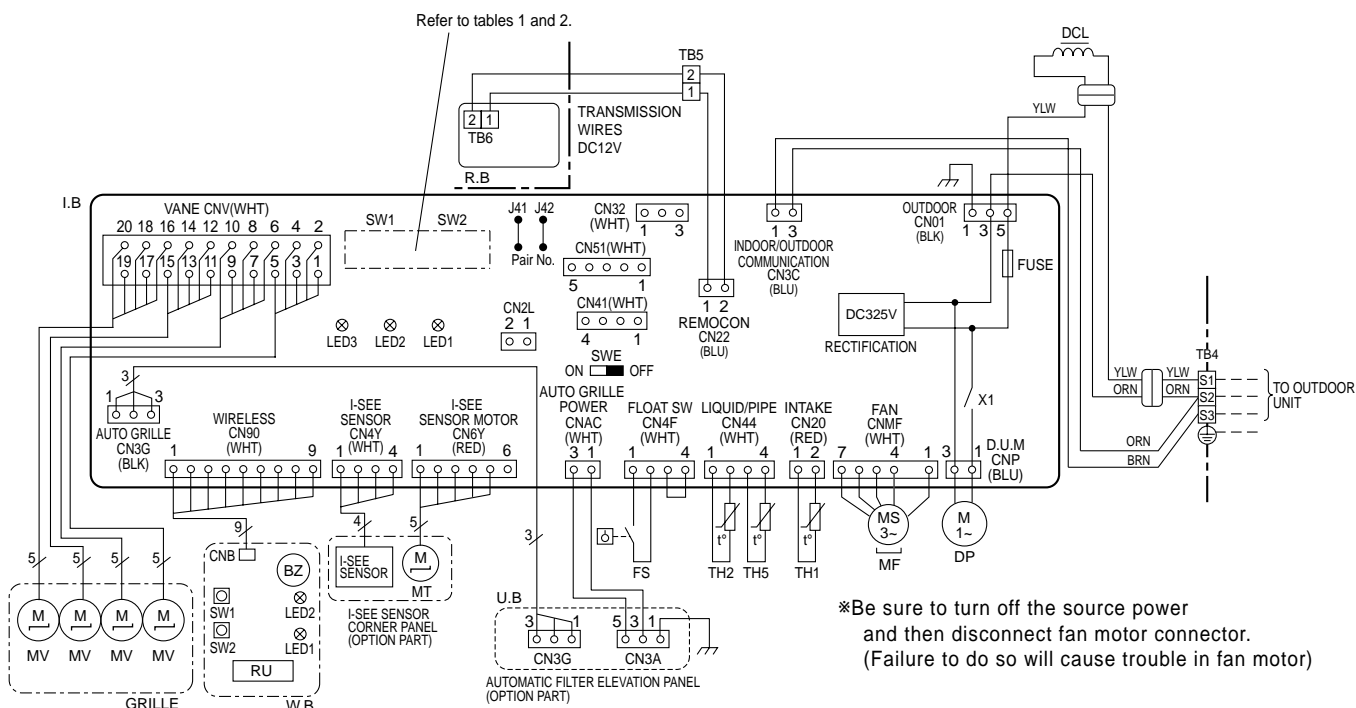 Refer to tables 1 and 2.
DCL
TB5
2
1
YLW
2 1
TB6
TRANSMISSION
WIRES
DC12V
R.B
I.B
VANE CNV(WHT)
20 18 16 14 12 10 8 6 4 2
19 17 15 13 11 9 7 5 3 1
SW1 SW2
J41 J42
Pair No.
CN32
(WHT)
1 3
CN51(WHT)
5 1
CN41(WHT)
4 1
1 3
INDOOR/OUTDOOR
COMMUNICATION
CN3C
(BLU)
OUTDOOR
CN01
(BLK)
1 3 5
FUSE
CN2L
2 1
1 2
REMOCON
CN22
(BLU)
DC325V
RECTIFICATION
LED3 LED2 LED1
SWE
ON OFF
X1
TB4
YLW YLW S1
ORN ORN S2
S3
TO OUTDOOR
UNIT
ORN
BRN
3
1 3
AUTO GRILLE
CN3G
(BLK)
WIRELESS
CN90
(WHT)
1 9
I-SEE
SENSOR
CN4Y
(WHT)
1 4
I-SEE
SENSOR MOTOR
CN6Y
(RED)
1 6
AUTO GRILLE
POWER
CNAC
(WHT)
3 1
FLOAT SW
CN4F
(WHT)
1 4
LIQUID/PIPE
CN44
(WHT)
1 4
INTAKE
CN20
(RED)
1 2
FAN
CNMF
(WHT)
7 4 1
D.U.M
CNP
(BLU)
3 1
5 5 5 5
M M M M
MV MV MV MV
GRILLE
9
CNB
BZ
SW1
SW2
LED2
LED1
RU
W.B
4
I-SEE
SENSOR
5
M
MT
I-SEE SENSOR
CORNER PANEL
(OPTION PART)
3
U.B
3 1
CN3G
5 3 1
CN3A
AUTOMATIC FILTER ELEVATION PANEL
(OPTION PART)
FS
t° t° t°
TH2 TH5 TH1
MS
3~
MF
M
1~
DP
※Be sure to turn off the source power
and then disconnect fan motor connector.
(Failure to do so will cause trouble in fan motor)